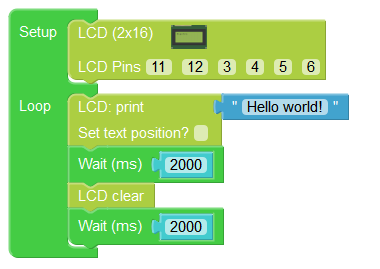 Setup LCD (2x16)
LCD Pins 11 12 3 4 5 6
Loop LCD: print " Hello world! "
Set text position?
Wait (ms) 2000
LCD clear
Wait (ms) 2000